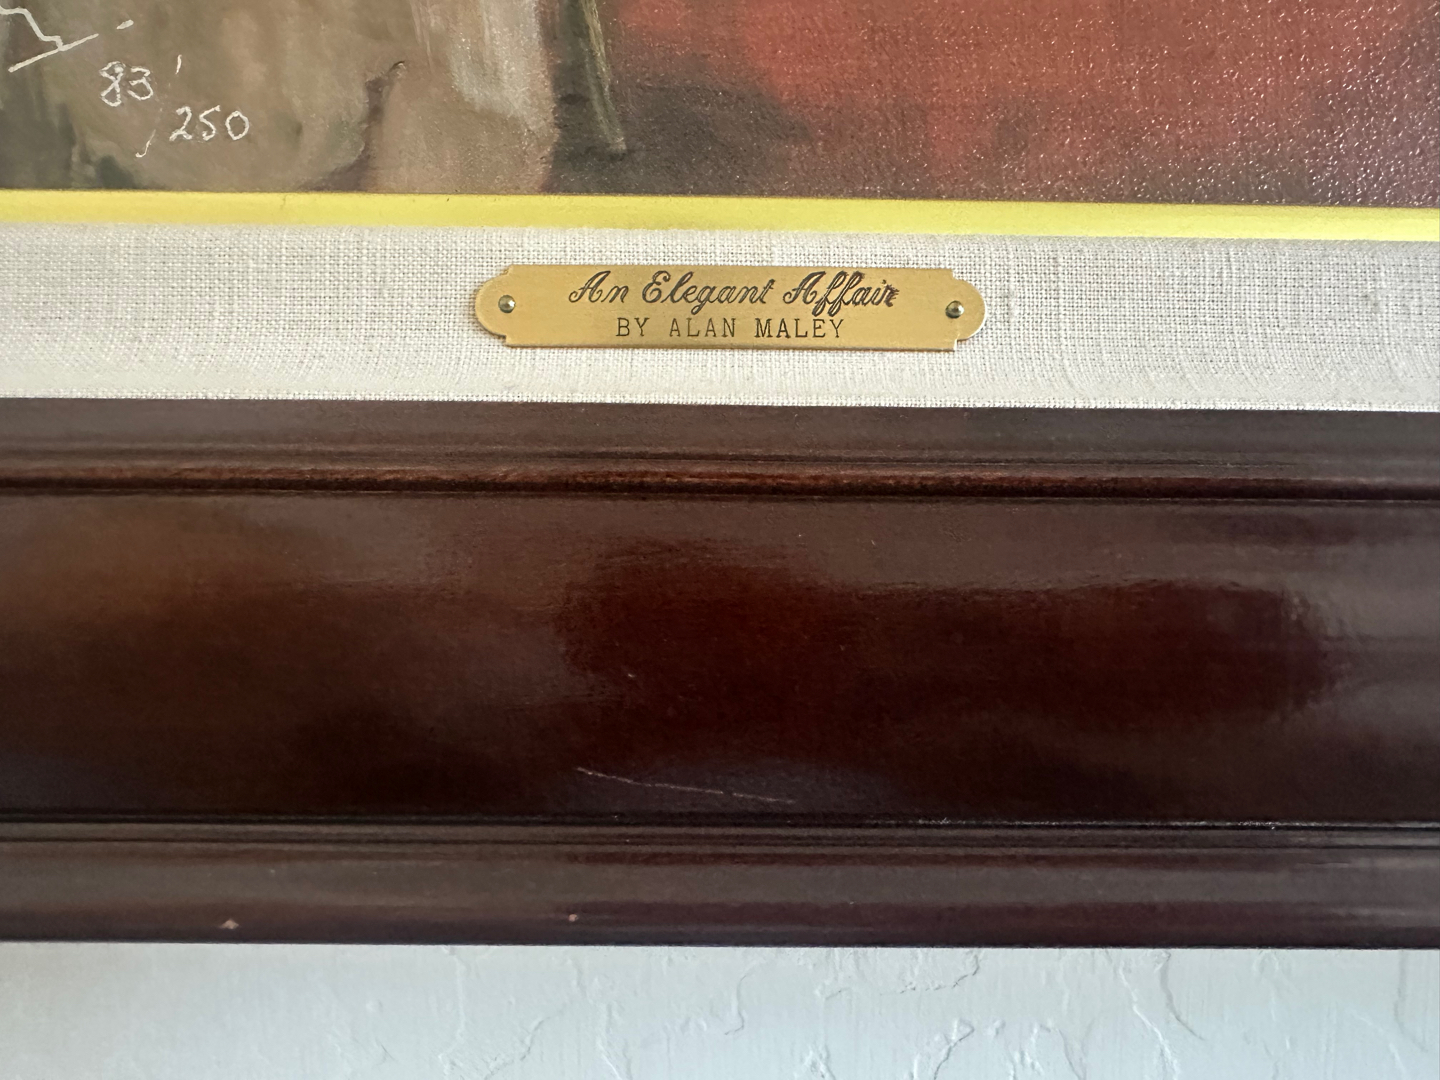 83/
250
An Elegant Affair
BY ALAN MALEY